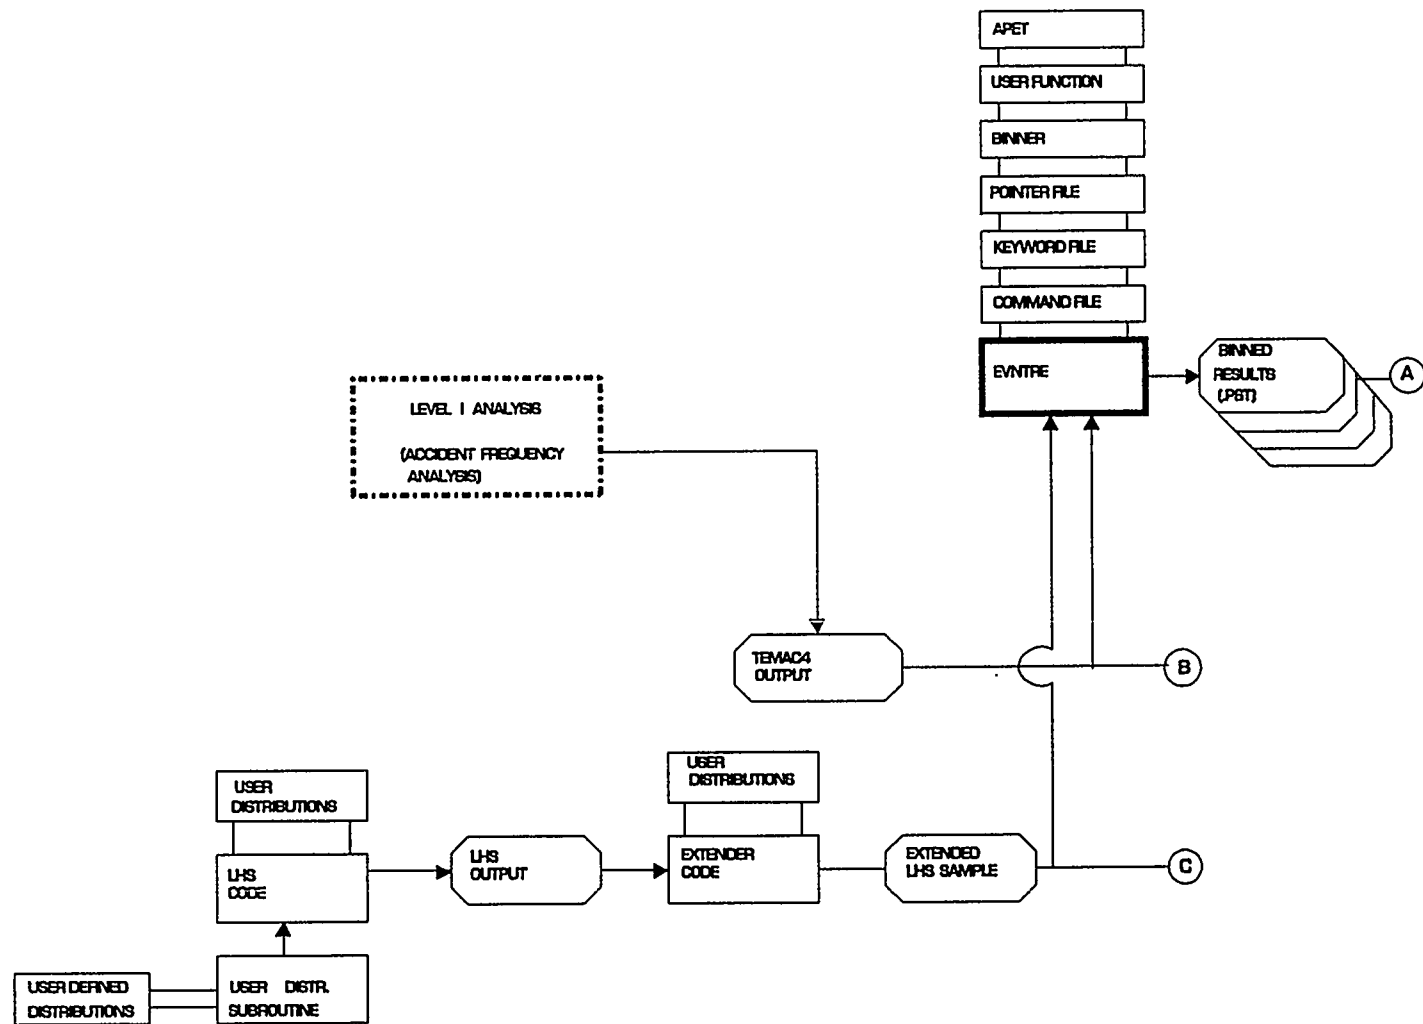 APET
USER FUNCTION
BINNER
POINTER FILE
KEYWORD FILE
COMMAND FILE
EVNTRE
BINNED
RESULTS
(.PST)
A
LEVEL I ANALYSIS
(ACCIDENT FREQUENCY
ANALYSIS)
TEMAC4
OUTPUT
B
USER
DISTRIBUTIONS
LHS
CODE
LHS
OUTPUT
USER
DISTRIBUTIONS
EXTENDER
CODE
EXTENDED
LHS SAMPLE
C
USER DEFINED
DISTRIBUTIONS
USER DISTR.
SUBROUTINE